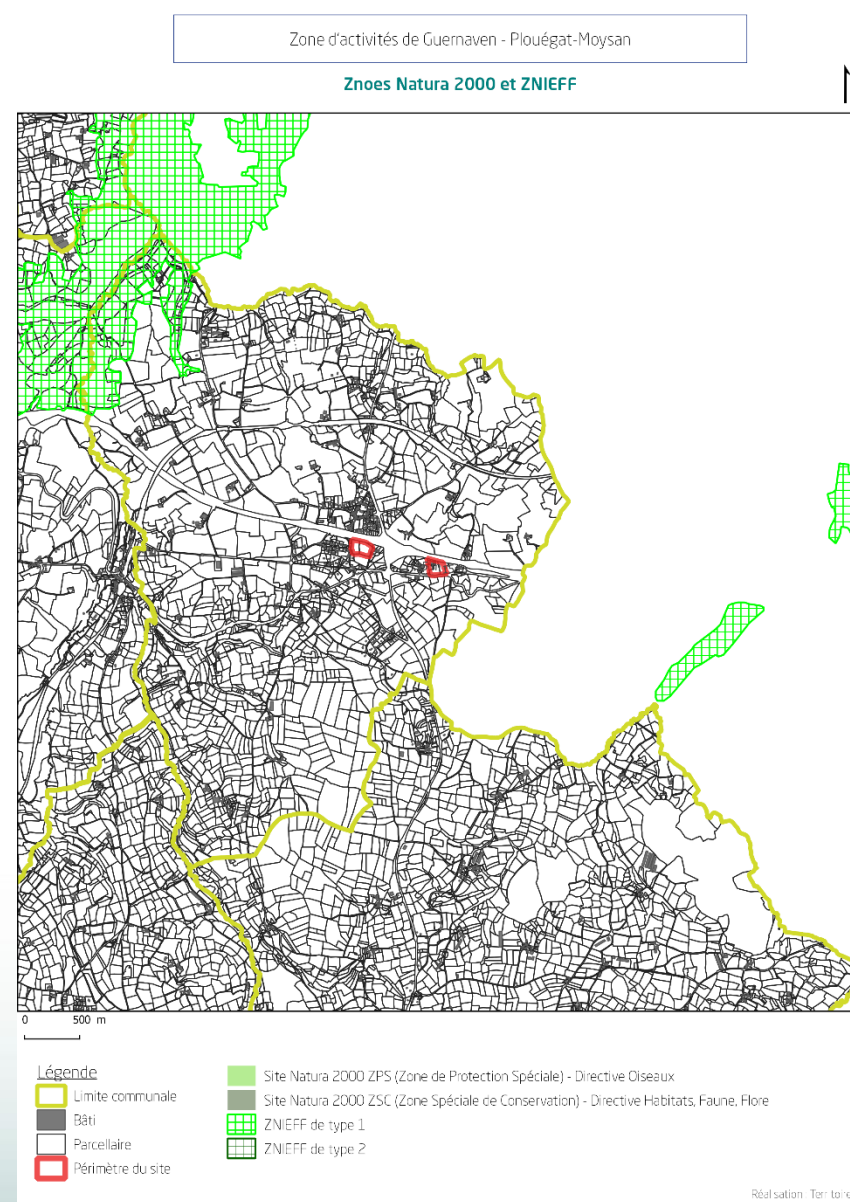 Zone d'activités de Guernaven - Plouégat-Moysan
Znoes Natura 2000 et ZNIEFF
0 500 m
Légende
Limite communale
Bâti
Parcellaire
Périmètre du site
Site Natura 2000 ZPS (Zone de Protection Spéciale) - Directive Oiseaux
Site Natura 2000 ZSC (Zone Spéciale de Conservation) - Directive Habitats, Faune, Flore
ZNIEFF de type 1
ZNIEFF de type 2
Réalisation :